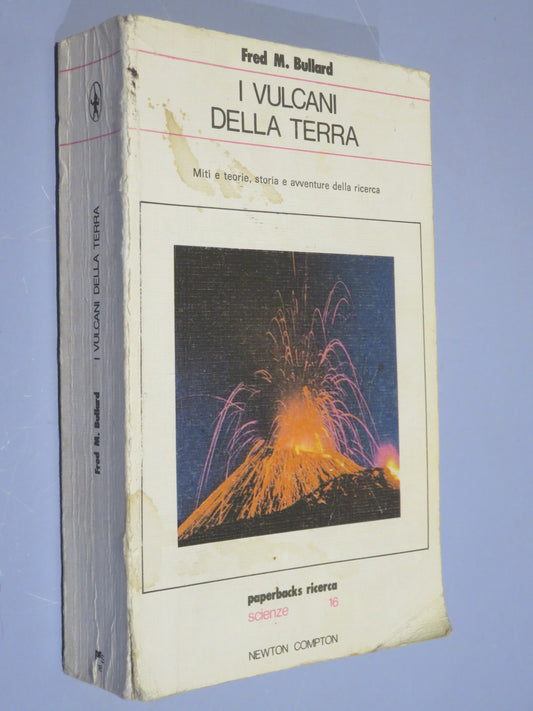 Fred M. Bullard
I VULCANI
DELLA TERRA
Miti e teorie, storia e avventure della ricerca
paperbacks ricerca
scienze 16
NEWTON COMPTON
Fred M. Bullard I VULCANI DELLA TERRA